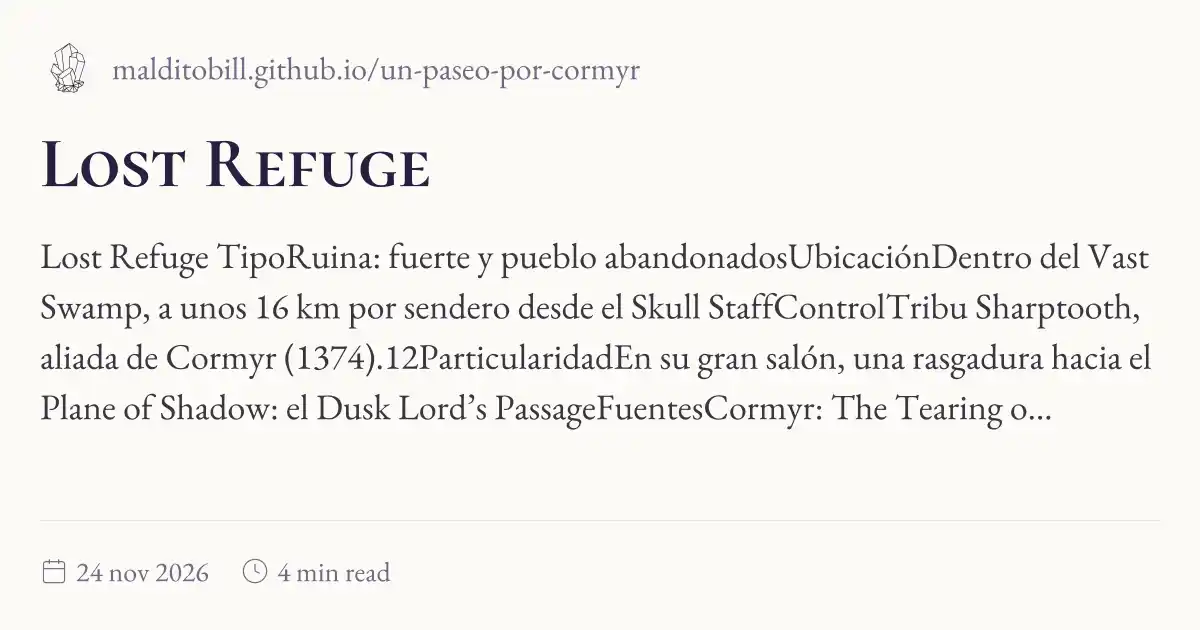 malditobill.github.io/un-paseo-por-cormyr
Lost Refuge
Lost Refuge TipoRuina: fuerte y pueblo abandonadosUbicaciónDentro del Vast
Swamp, a unos 16 km por sendero desde el Skull StaffControlTribu Sharptooth,
aliada de Cormyr (1374).12ParticularidadEn su gran salón, una rasgadura hacia el
Plane of Shadow: el Dusk Lord’s PassageFuentesCormyr: The Tearing o...
24 nov 2026
4 min read